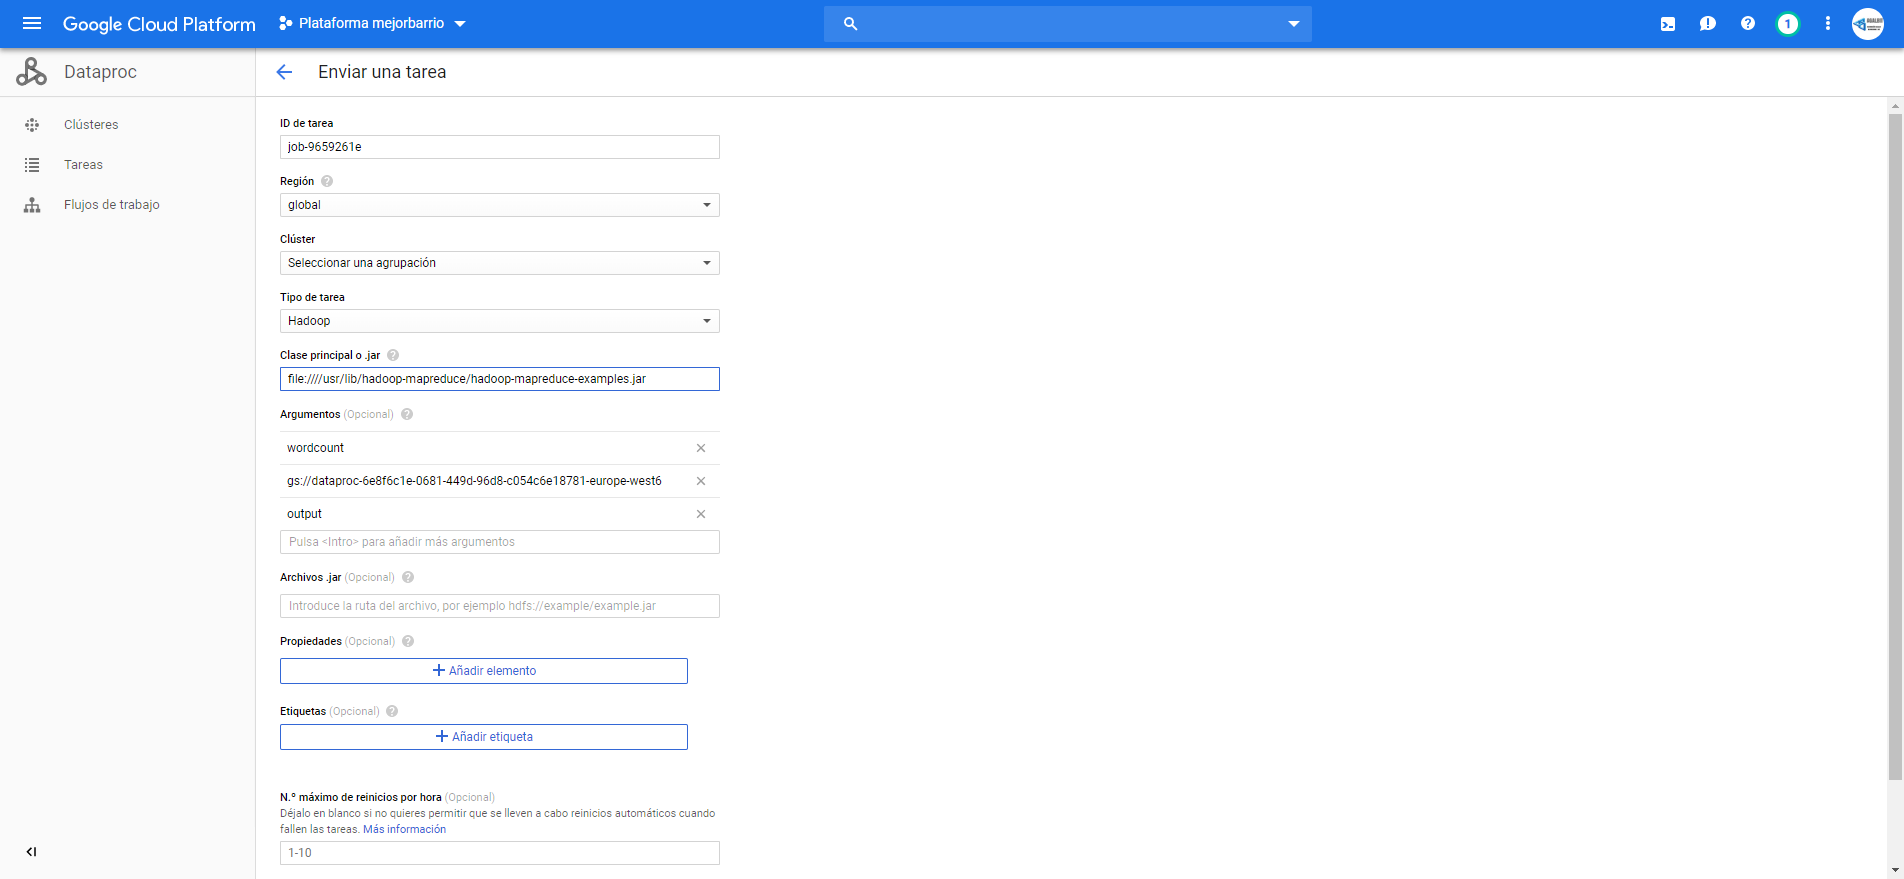 Google Cloud Platform
Plataforma mejorbarrio
1
Dataproc
Enviar una tarea
Clústeres
Tareas
Flujos de trabajo
ID de tarea
job-9659261e
Región
global
Clúster
Seleccionar una agrupación
Tipo de tarea
Hadoop
Clase principal o .jar
file:////usr/lib/hadoop-mapreduce/hadoop-mapreduce-examples.jar
Argumentos (Opcional)
wordcount
gs://dataproc-6e8f6c1e-0681-449d-96d8-c054c6e18781-europe-west6
output
Pulsa <Intro> para añadir más argumentos
Archivos .jar (Opcional)
Introduce la ruta del archivo, por ejemplo hdfs://example/example.jar
Propiedades (Opcional)
+ Añadir elemento
Etiquetas (Opcional)
+ Añadir etiqueta
N.º máximo de reinicios por hora (Opcional)
Déjalo en blanco si no quieres permitir que se lleven a cabo reinicios automáticos cuando
fallen las tareas. Más información
1-10